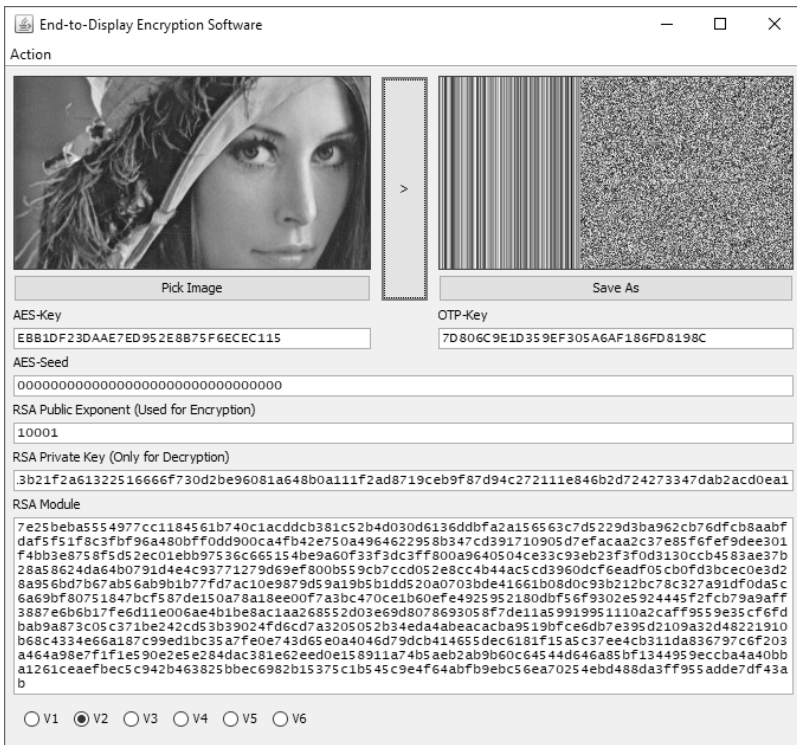 End-to-Display Encryption Software
Action
>
Pick Image
Save As
AES-Key
OTP-Key
EBB1DF23DAAE7ED952E8B75F6ECEC115
7D806C9E1D359EF305A6AF186FD8198C
AES-Seed
00000000000000000000000000000000
RSA Public Exponent (Used for Encryption)
10001
RSA Private Key (Only for Decryption)
.3b21f2a61322516666f730d2be96081a648b0a111f2ad8719ceb9f87d94c272111e846b2d724273347dab2acd0ea1
RSA Module
7e25beba5554977cc1184561b740c1acddcb381c52b4d030d6136ddbfa2a156563c7d5229d3ba962cb76dfcb8aabf
daf5f51f8c3fbf96a480bff0dd900ca4fb42e750a4964622958b347cd391710905d7efacaa2c37e85f6fef9dee301
f4bb3e8758f5d52ec01ebb97536c665154be9a60f33f3dc3ff800a9640504ce33c93eb23f3f0d3130ccb4583ae37b
28a58624da64b0791d4e4c93771279d69ef800b559cb7ccd052e8cc4b44ac5cd3960dcf6eadf05cb0fd3bcec0e3d2
8a956bd7b67ab56ab9b1b77fd7ac10e9879d59a19b5b1dd520a0703bde41661b08d0c93b212bc78c327a91df0da5c
6a69bf80751847bcf587de150a78a18ee00f7a3bc470ce1b60efe4925952180dbf56f9302e5924445f2fcb79a9aff
3887e6b6b17fe6d11e006ae4b1be8ac1aa268552d03e69d8078693058f7de11a59919951110a2caff9559e35cf6fd
bab9a873c05c371be242cd53b39024fd6cd7a3205052b34eda4abeacacba9519bfce6db7e395d2109a32d48221910
b68c4334e66a187c99ed1bc35a7fe0e743d65e0a4046d79dcb414655dec6181f15a5c37ee4cb311da836797c6f203
a464a98e7f1f1e590e2e5e284dac381e62eed0e158911a74b5aeb2ab9b60c64544d646a85bf1344959eccba4a40bb
a1261ceaefbec5c942b463825bbec6982b15375c1b545c9e4f64abfb9ebc56ea70254ebd488da3ff955adde7df43a
b
V1 V2 V3 V4 V5 V6